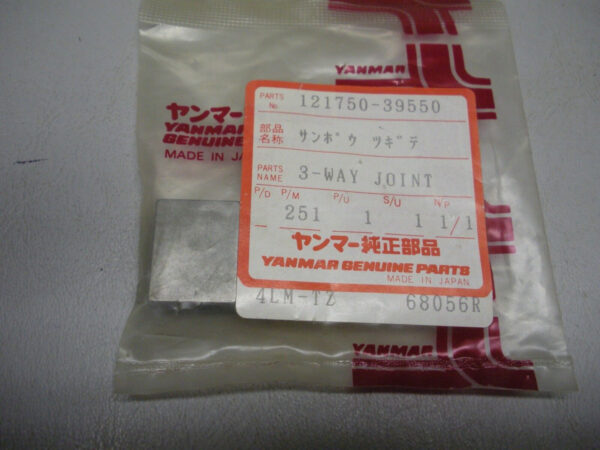 YANMAR
ヤンマー
YANMAR
GENUINE
MADE IN JA
PARTS No 121750-39550
部品名称 サンボウ ツギテ
PARTS NAME 3-WAY JOINT
P/D P/M P/U S/U N/P
251 1 1 1/1
ヤンマー純正部品
YANMAR GENUINE PARTS
MADE IN JAPAN
4LM-TZ 68056R
YANMAR